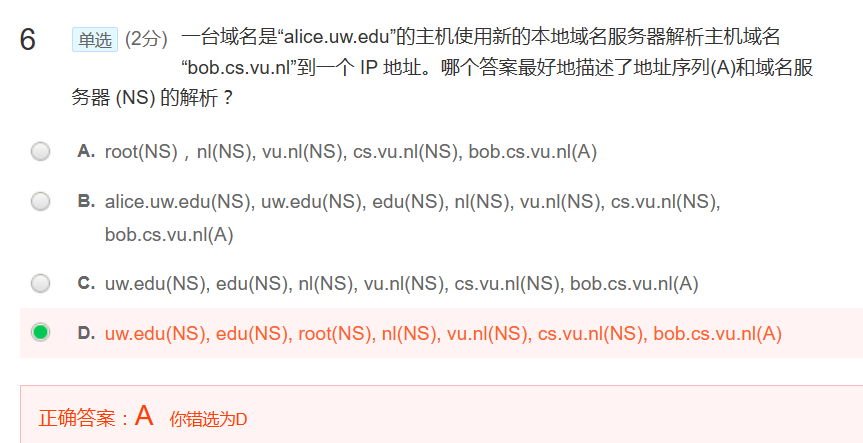 6 单选 (2分) 一台域名是“alice.uw.edu”的主机使用新的本地域名服务器解析主机域名
“bob.cs.vu.nl”到一个 IP 地址。哪个答案最好地描述了地址序列(A)和域名服
务器 (NS) 的解析？
A. root(NS)，nl(NS), vu.nl(NS), cs.vu.nl(NS), bob.cs.vu.nl(A)
B. alice.uw.edu(NS), uw.edu(NS), edu(NS), nl(NS), vu.nl(NS), cs.vu.nl(NS),
bob.cs.vu.nl(A)
C. uw.edu(NS), edu(NS), nl(NS), vu.nl(NS), cs.vu.nl(NS), bob.cs.vu.nl(A)
D. uw.edu(NS), edu(NS), root(NS), nl(NS), vu.nl(NS), cs.vu.nl(NS), bob.cs.vu.nl(A)
正确答案：A 你错选为D